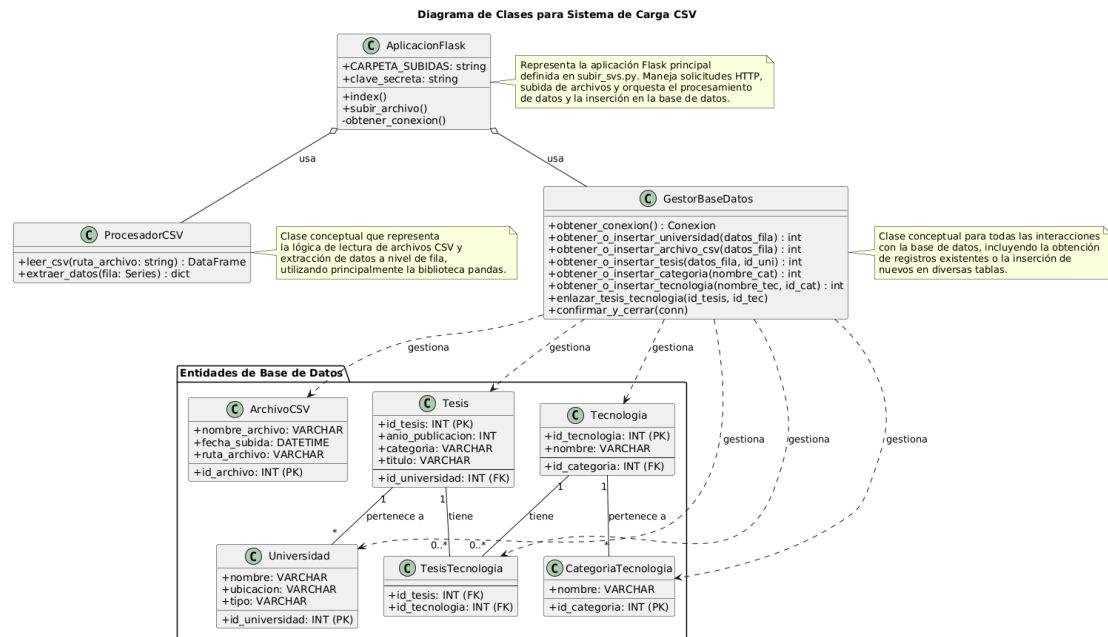 Diagrama de Clases para Sistema de Carga CSV
C AplicacionFlask
+CARPETA_SUBIDAS: string
+clave_secreta: string
+index()
+subir_archivo()
-obtener_conexion()
Representa la aplicación Flask principal
definida en subir_svs.py. Maneja solicitudes HTTP,
subida de archivos y orquesta el procesamiento
de datos y la inserción en la base de datos.
usa
usa
C ProcesadorCSV
+leer_csv(ruta_archivo: string) : DataFrame
+extraer_datos(fila: Series) : dict
Clase conceptual que representa
la lógica de lectura de archivos CSV y
extracción de datos a nivel de fila,
utilizando principalmente la biblioteca pandas.
C GestorBaseDatos
+obtener_conexion() : Conexion
+obtener_o_insertar_universidad(datos_fila) : int
+obtener_o_insertar_archivo_csv(datos_fila) : int
+obtener_o_insertar_tesis(datos_fila, id_uni) : int
+obtener_o_insertar_categoria(nombre_cat) : int
+obtener_o_insertar_tecnologia(nombre_tec, id_cat) : int
+enlazar_tesis_tecnologia(id_tesis, id_tec)
+confirmar_y_cerrar(conn)
Clase conceptual para todas las interacciones
con la base de datos, incluyendo la obtención
de registros existentes o la inserción de
nuevos en diversas tablas.
gestiona
gestiona
gestiona
gestiona
gestiona
gestiona
Entidades de Base de Datos
C ArchivoCSV
+nombre_archivo: VARCHAR
+fecha_subida: DATETIME
+ruta_archivo: VARCHAR
+id_archivo: INT (PK)
C Tesis
+id_tesis: INT (PK)
+anio_publicacion: INT
+categoria: VARCHAR
+titulo: VARCHAR
+id_universidad: INT (FK)
C Tecnologia
+id_tecnologia: INT (PK)
+nombre: VARCHAR
+id_categoria: INT (FK)
1
1
1
1
pertenece a
tiene
tiene
pertenece a
*
0..*
0..*
*
C Universidad
+nombre: VARCHAR
+ubicacion: VARCHAR
+tipo: VARCHAR
+id_universidad: INT (PK)
C TesisTecnologia
+id_tesis: INT (FK)
+id_tecnologia: INT (FK)
C CategoriaTecnologia
+nombre: VARCHAR
+id_categoria: INT (PK)